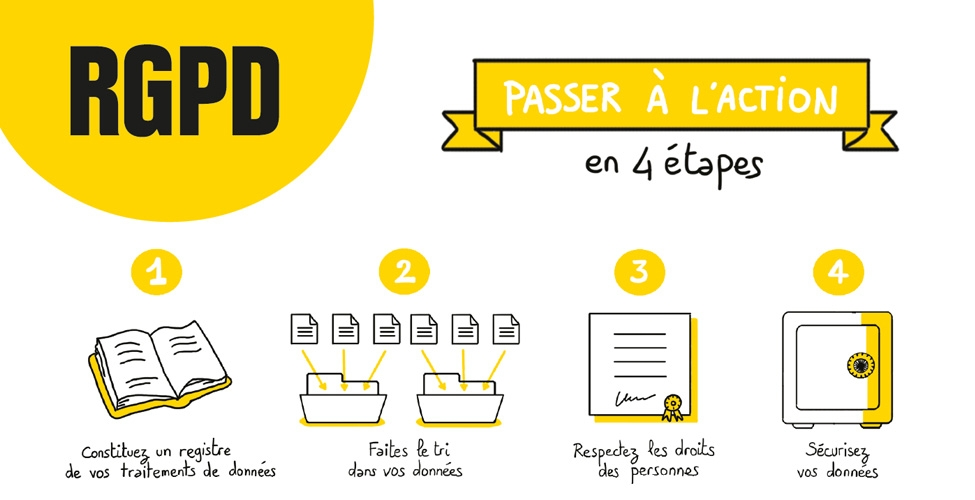 RGPD
PASSER À L'ACTION
en 4 étapes
1
Constituez un registre
de vos traitements de données
2
Faites le tri
dans vos données
3
Respectez les droits
des personnes
4
Sécurisez
vos données